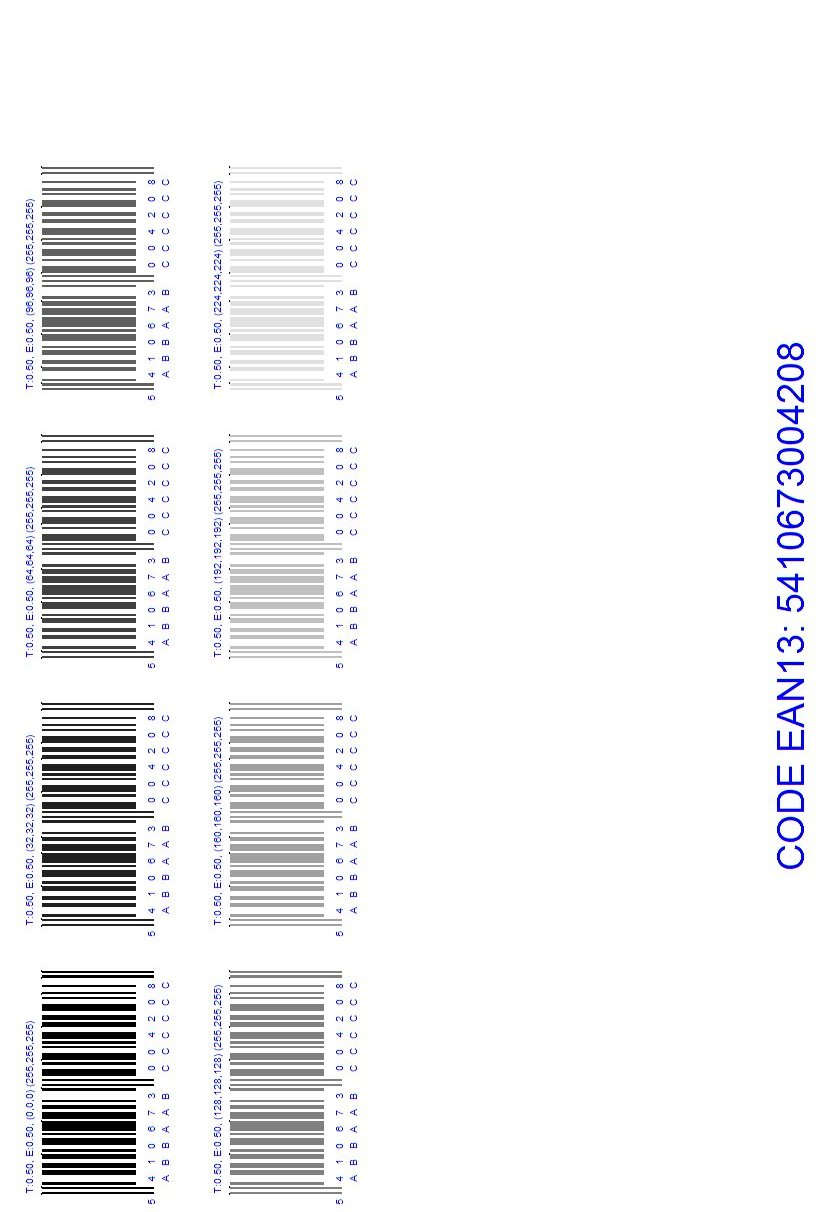 T:0.50, E:0.50, (0,0,0) (255,255,255)
5 4 1 0 6 7 3 0 0 4 2 0 8
A B B A A B C C C C C C
T:0.50, E:0.50, (32,32,32) (255,255,255)
5 4 1 0 6 7 3 0 0 4 2 0 8
A B B A A B C C C C C C
T:0.50, E:0.50, (64,64,64) (255,255,255)
5 4 1 0 6 7 3 0 0 4 2 0 8
A B B A A B C C C C C C
T:0.50, E:0.50, (96,96,96) (255,255,255)
5 4 1 0 6 7 3 0 0 4 2 0 8
A B B A A B C C C C C C
T:0.50, E:0.50, (128,128,128) (255,255,255)
5 4 1 0 6 7 3 0 0 4 2 0 8
A B B A A B C C C C C C
T:0.50, E:0.50, (160,160,160) (255,255,255)
5 4 1 0 6 7 3 0 0 4 2 0 8
A B B A A B C C C C C C
T:0.50, E:0.50, (192,192,192) (255,255,255)
5 4 1 0 6 7 3 0 0 4 2 0 8
A B B A A B C C C C C C
T:0.50, E:0.50, (224,224,224) (255,255,255)
5 4 1 0 6 7 3 0 0 4 2 0 8
A B B A A B C C C C C C
CODE EAN13: 5410673004208